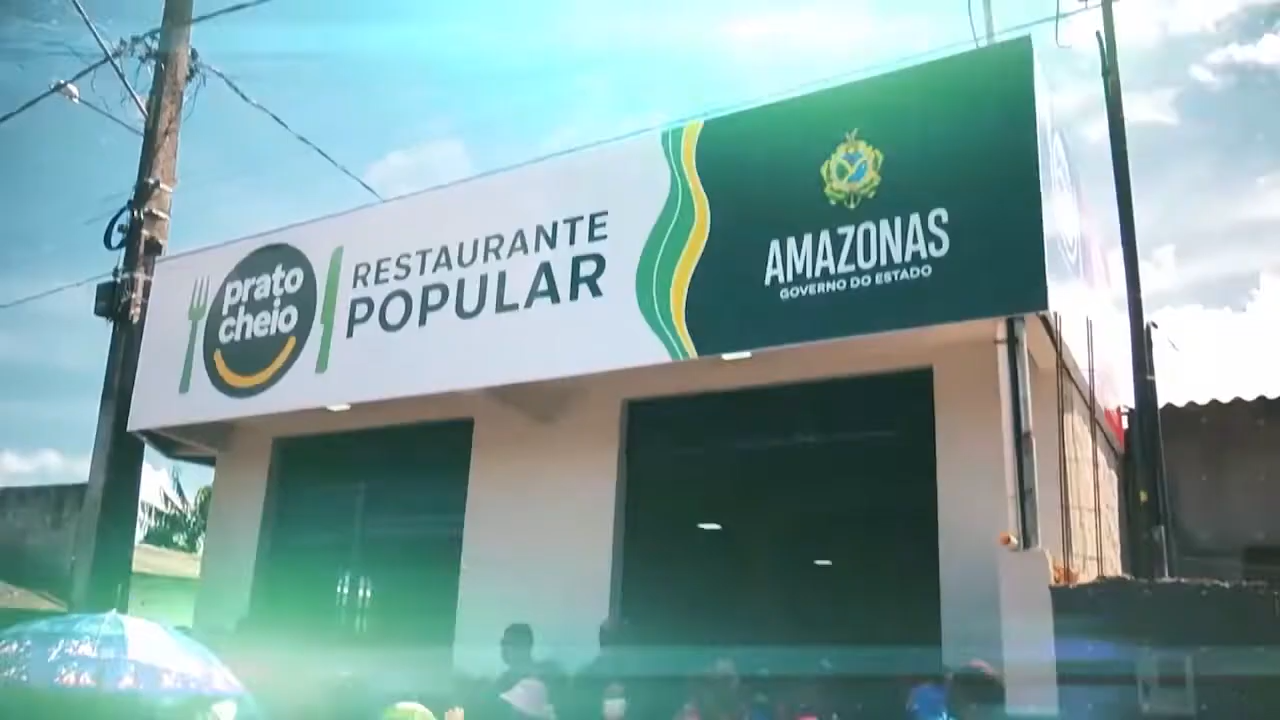 prato
cheio
RESTAURANTE
POPULAR
AMAZONAS
GOVERNO DO ESTADO